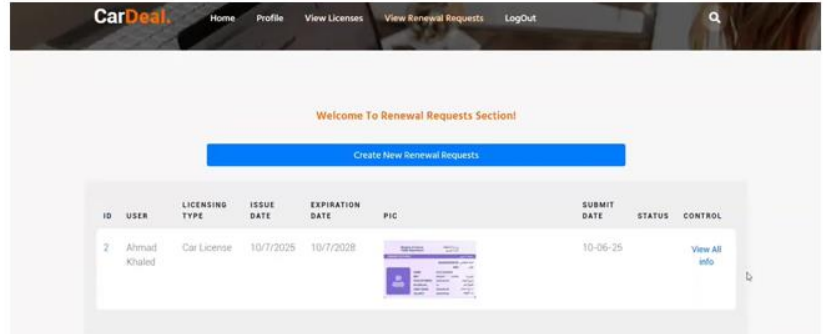 CarDeal.
Home Profile View Licenses View Renewal Requests LogOut
Welcome To Renewal Requests Section!
Create New Renewal Requests
ID USER LICENSING TYPE ISSUE DATE EXPIRATION DATE PIC SUBMIT DATE STATUS CONTROL
2 Ahmad Khaled Car License 10/7/2025 10/7/2028 10-06-25 View All info